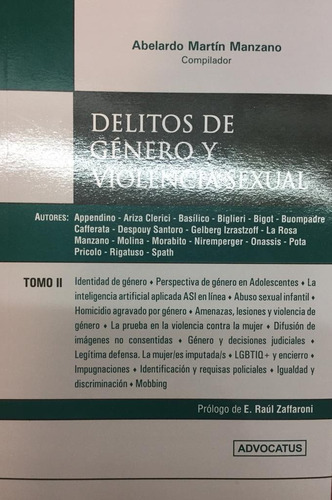 Abelardo Martín Manzano
Compilador
DELITOS DE
GÉNERO Y
VIOLENCIA SEXUAL
AUTORES: Appendino - Ariza Clerici - Basílico - Biglieri - Bigot - Buompadre
Cafferata - Despouy Santoro - Gelberg Izrastzoff - La Rosa
Manzano - Molina - Morabito - Niremperger - Onassis - Pota
Pricolo - Rigatuso - Spath
TOMO II Identidad de género ♦ Perspectiva de género en Adolescentes ♦ La
inteligencia artificial aplicada ASI en línea ♦ Abuso sexual infantil ♦
Homicidio agravado por género ♦ Amenazas, lesiones y violencia de
género ♦ La prueba en la violencia contra la mujer ♦ Difusión de
imágenes no consentidas ♦ Género y decisiones judiciales ♦
Legítima defensa. La mujer/es imputada/s ♦ LGBTIQ+ y encierro ♦
Impugnaciones ♦ Identificación y requisas policiales ♦ Igualdad y
discriminación ♦ Mobbing
Prólogo de E. Raúl Zaffaroni
ADVOCATUS